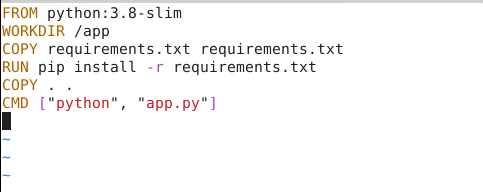 FROM python:3.8-slim
WORKDIR /app
COPY requirements.txt requirements.txt
RUN pip install -r requirements.txt
COPY . .
CMD ["python", "app.py"]
~
~
~